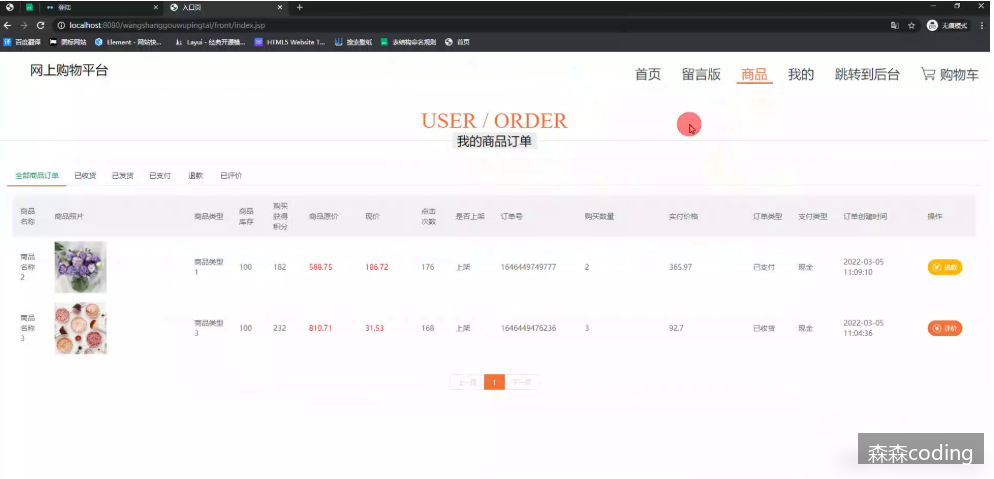 登陆
入口页
localhost:8080/wangshanggouwupingtai/front/index.jsp
无痕模式
百度翻译 图标网站 Element - 网站快... Layui - 经典开源模... HTML5 Website T... 搜索壁纸 表结构命名规则 首页
网上购物平台
首页 留言版 商品 我的 跳转到后台 购物车
USER / ORDER
我的商品订单
全部商品订单 已收货 已发货 已支付 退款 已评价
商品名称 商品照片 商品类型 商品库存 购买获得积分 商品原价 现价 点击次数 是否上架 订单号 购买数量 实付价格 订单类型 支付类型 订单创建时间 操作
商品名称2 商品类型1 100 182 588.75 186.72 176 上架 1646449749777 2 365.97 已支付 现金 2022-03-05 11:09:10 退款
商品名称3 商品类型3 100 232 810.71 31.53 168 上架 1646449476236 3 92.7 已收货 现金 2022-03-05 11:04:36 评价
上一页 1 下一页
森森coding